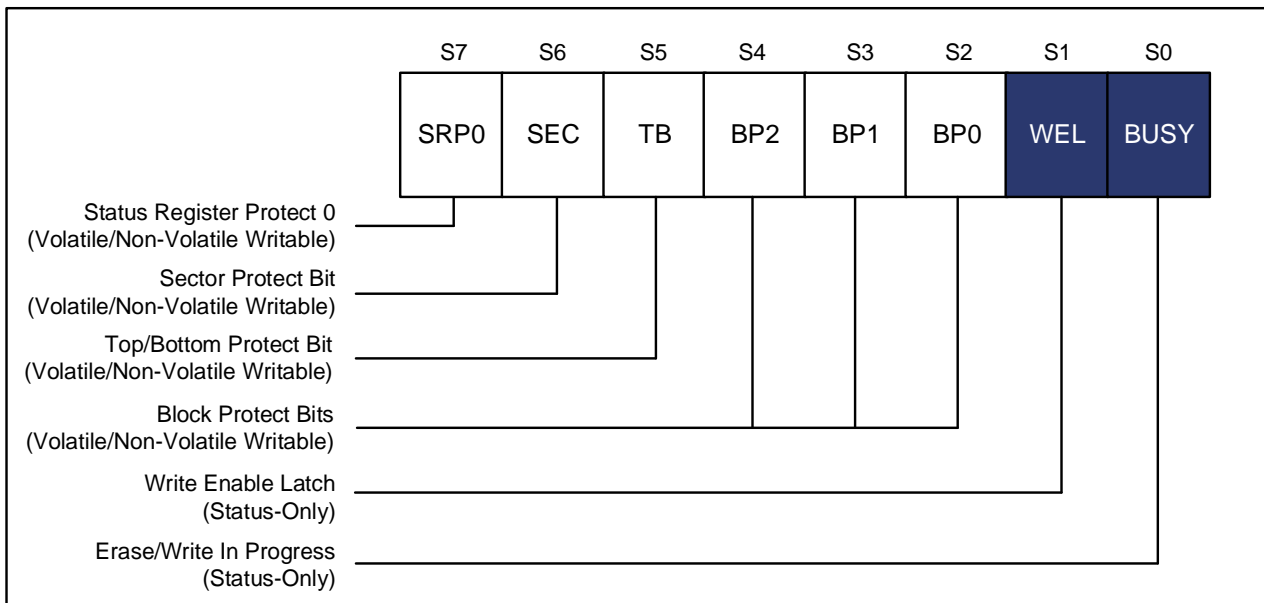 S7 S6 S5 S4 S3 S2 S1 S0
SRP0 SEC TB BP2 BP1 BP0 WEL BUSY
Status Register Protect 0
(Volatile/Non-Volatile Writable)
Sector Protect Bit
(Volatile/Non-Volatile Writable)
Top/Bottom Protect Bit
(Volatile/Non-Volatile Writable)
Block Protect Bits
(Volatile/Non-Volatile Writable)
Write Enable Latch
(Status-Only)
Erase/Write In Progress
(Status-Only)